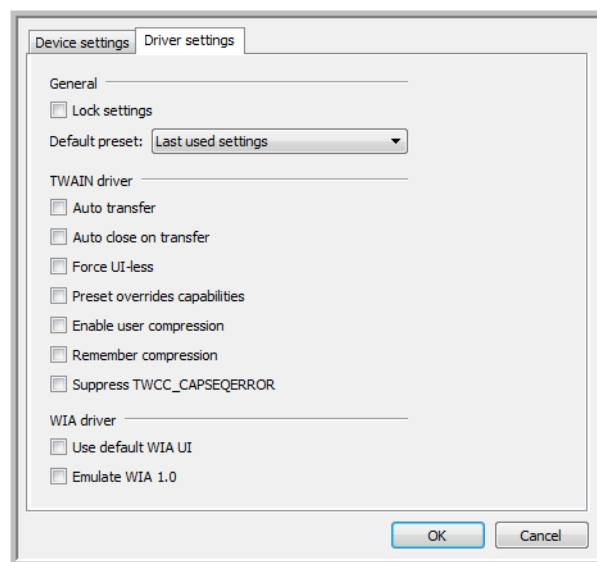 Device settings Driver settings
General
Lock settings
Default preset: Last used settings
TWAIN driver
Auto transfer
Auto close on transfer
Force UI-less
Preset overrides capabilities
Enable user compression
Remember compression
Suppress TWCC_CAPSEQERROR
WIA driver
Use default WIA UI
Emulate WIA 1.0
OK Cancel